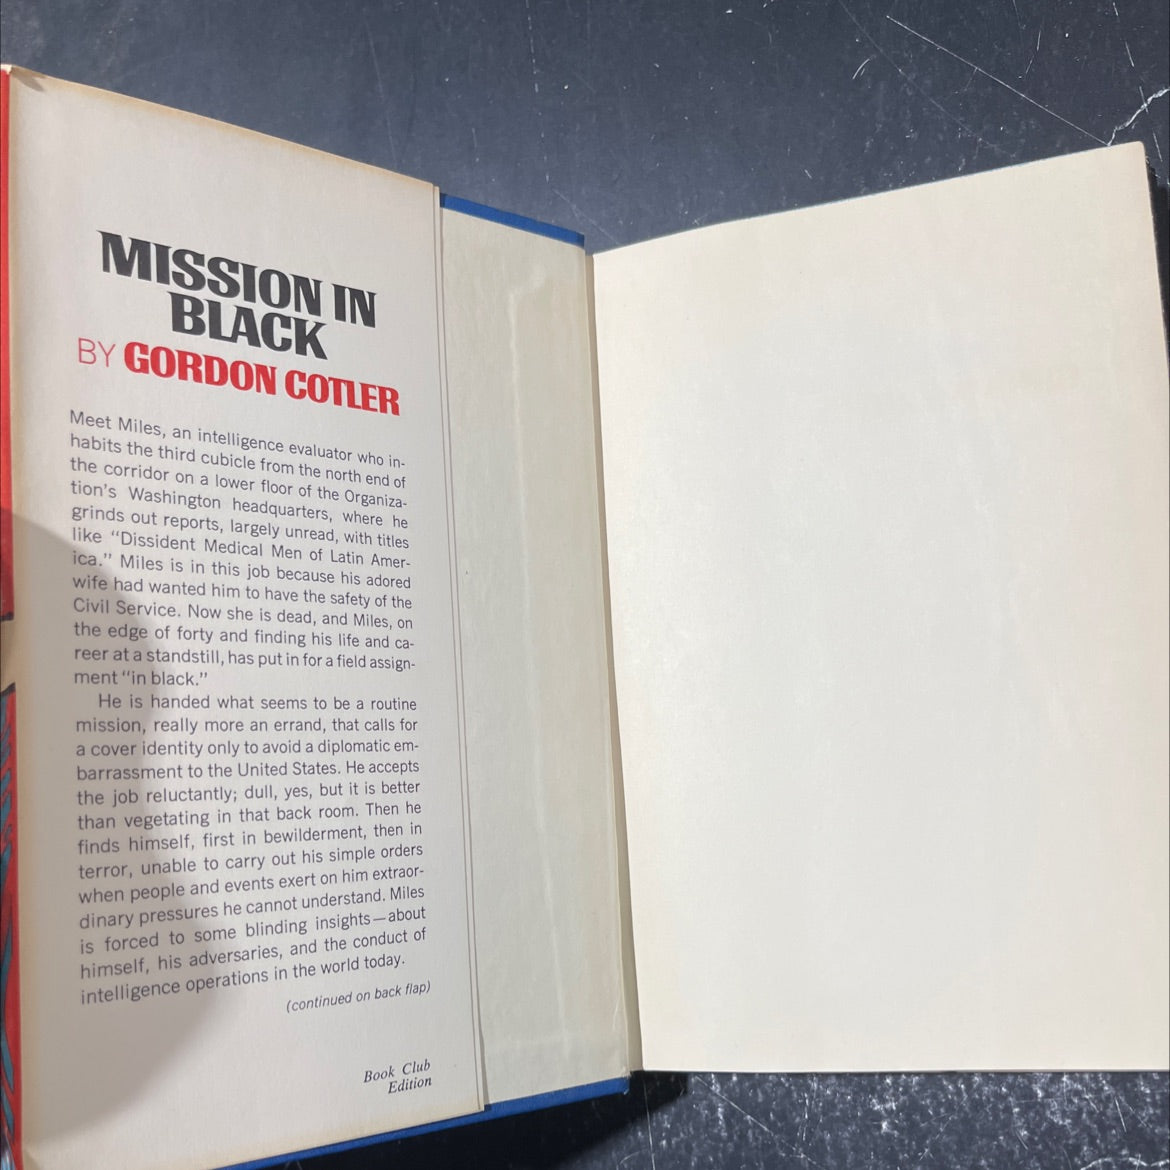 MISSION IN
BLACK
BY GORDON COTLER
Meet Miles, an intelligence evaluator who in-
habits the third cubicle from the north end of
the corridor on a lower floor of the Organiza-
tion's Washington headquarters, where he
grinds out reports, largely unread, with titles
like "Dissident Medical Men of Latin Amer-
ica." Miles is in this job because his adored
wife had wanted him to have the safety of the
Civil Service. Now she is dead, and Miles, on
the edge of forty and finding his life and ca-
reer at a standstill, has put in for a field assign-
ment "in black."
He is handed what seems to be a routine
mission, really more an errand, that calls for
a cover identity only to avoid a diplomatic em-
barrassment to the United States. He accepts
the job reluctantly; dull, yes, but it is better
than vegetating in that back room. Then he
finds himself, first in bewilderment, then in
terror, unable to carry out his simple orders
when people and events exert on him extraor-
dinary pressures he cannot understand. Miles
is forced to some blinding insights—about
himself, his adversaries, and the conduct of
intelligence operations in the world today.
(continued on back flap)
Book Club
Edition